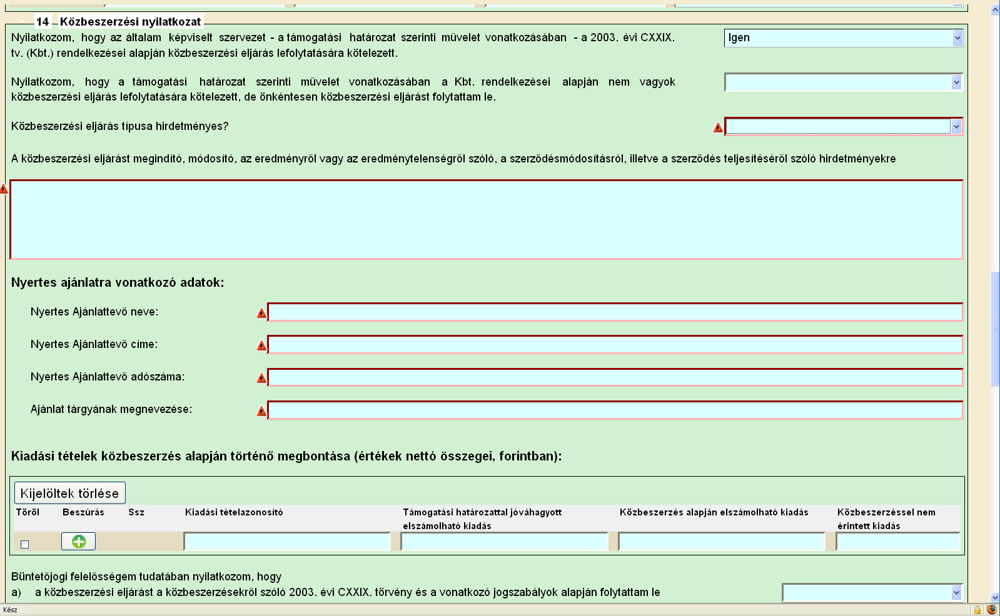 14 Közbeszerzési nyilatkozat
Nyilatkozom, hogy az általam képviselt szervezet - a támogatási határozat szerinti művelet vonatkozásában - a 2003. évi CXXIX.
Igen
tv. (Kbt.) rendelkezései alapján közbeszerzési eljárás lefolytatására kötelezett.
Nyilatkozom, hogy a támogatási határozat szerinti művelet vonatkozásában a Kbt. rendelkezései alapján nem vagyok
közbeszerzési eljárás lefolytatására kötelezett, de önkéntesen közbeszerzési eljárást folytattam le.
Közbeszerzési eljárás típusa hirdetményes?
A közbeszerzési eljárást megindító, módosító, az eredményről vagy az eredménytelenségről szóló, a szerződésmódosításról, illetve a szerződés teljesítéséről szóló hirdetményekre
Nyertes ajánlatra vonatkozó adatok:
Nyertes Ajánlattevő neve:
Nyertes Ajánlattevő címe:
Nyertes Ajánlattevő adószáma:
Ajánlat tárgyának megnevezése:
Kiadási tételek közbeszerzés alapján történő megbontása (értékek nettó összegei, forintban):
Kijelöltek törlése
Töröl Beszúrás Ssz Kiadási tételazonosító Támogatási határozattal jóváhagyott Közbeszerzés alapján elszámolható kiadás Közbeszerzéssel nem
elszámolható kiadás érintett kiadás
Büntetőjogi felelősségem tudatában nyilatkozom, hogy
a) a közbeszerzési eljárást a közbeszerzésekről szóló 2003. évi CXXIX. törvény és a vonatkozó jogszabályok alapján folytattam le
Kész